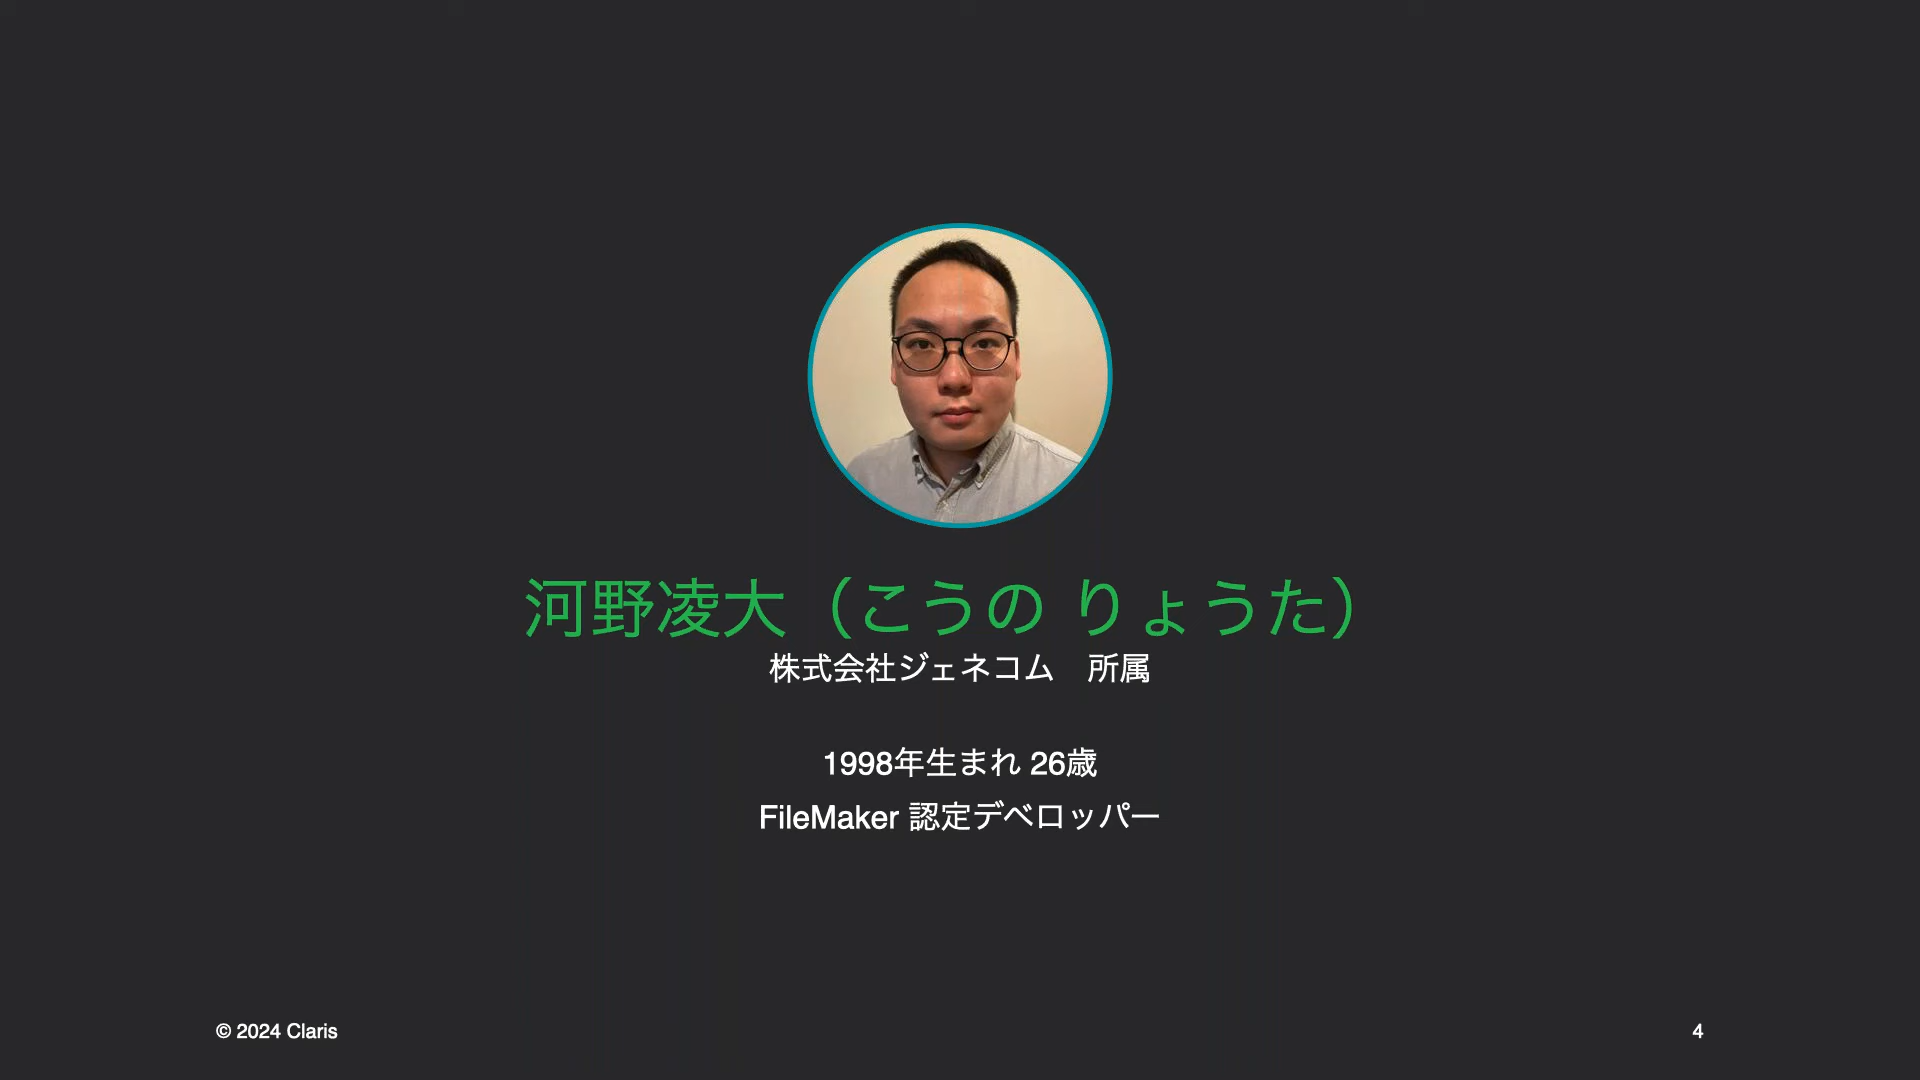 河野凌大（こうの りょうた）
株式会社ジェネコム　所属
1998年生まれ 26歳
FileMaker 認定デベロッパー
© 2024 Claris
4